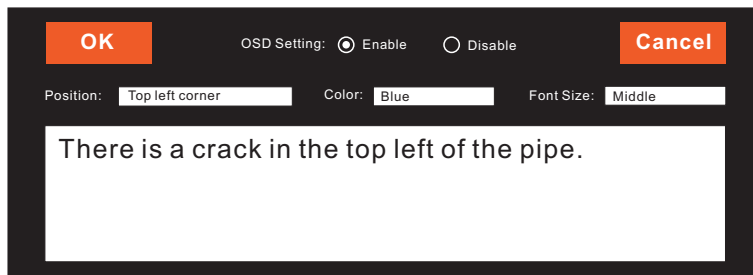 OK OSD Setting: Enable Disable Cancel
Position: Top left corner Color: Blue Font Size: Middle
There is a crack in the top left of the pipe.